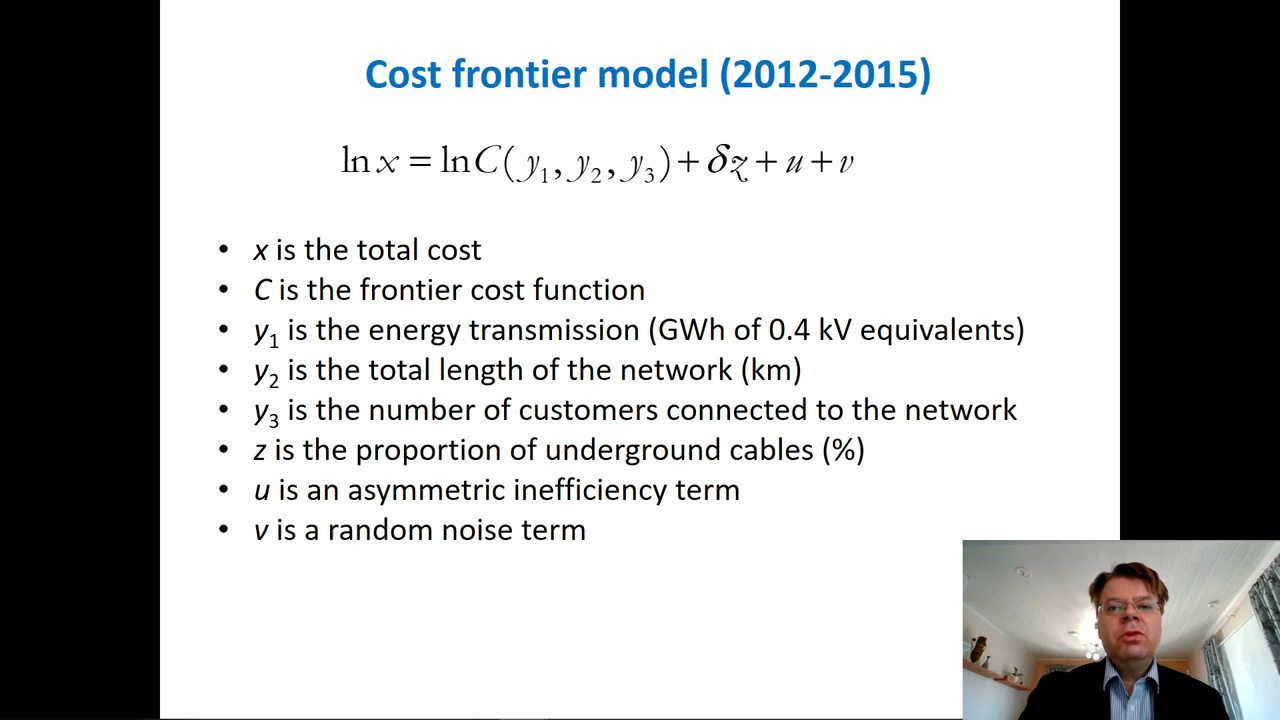 Cost frontier model (2012-2015)
ln x = ln C( y₁, y₂, y₃ ) + δz + u + v
• x is the total cost
• C is the frontier cost function
• y₁ is the energy transmission (GWh of 0.4 kV equivalents)
• y₂ is the total length of the network (km)
• y₃ is the number of customers connected to the network
• z is the proportion of underground cables (%)
• u is an asymmetric inefficiency term
• v is a random noise term